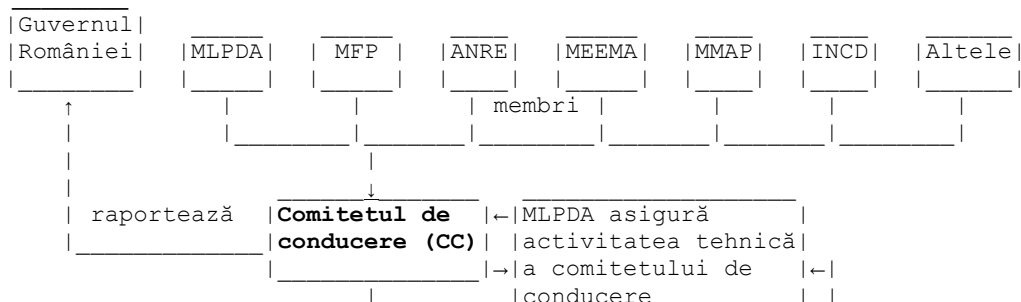 Guvernul
României MLPDA MFP ANRE MEEMA MMAP INCD Altele
membri
raportează Comitetul de ← MLPDA asigură
conducere (CC) activitatea tehnică
→ a comitetului de ←
conducere